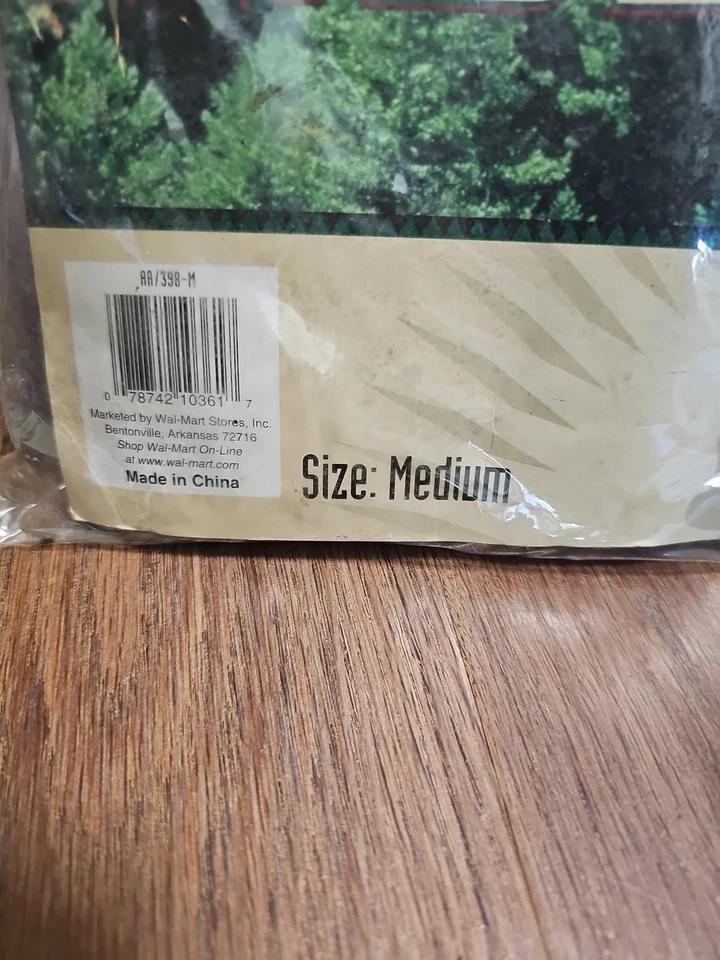 AA/398-M
0 78742 10361 7
Marketed by Wal-Mart Stores, Inc.
Bentonville, Arkansas 72716
Shop Wal-Mart On-Line
at www.wal-mart.com
Made in China
Size: Medium